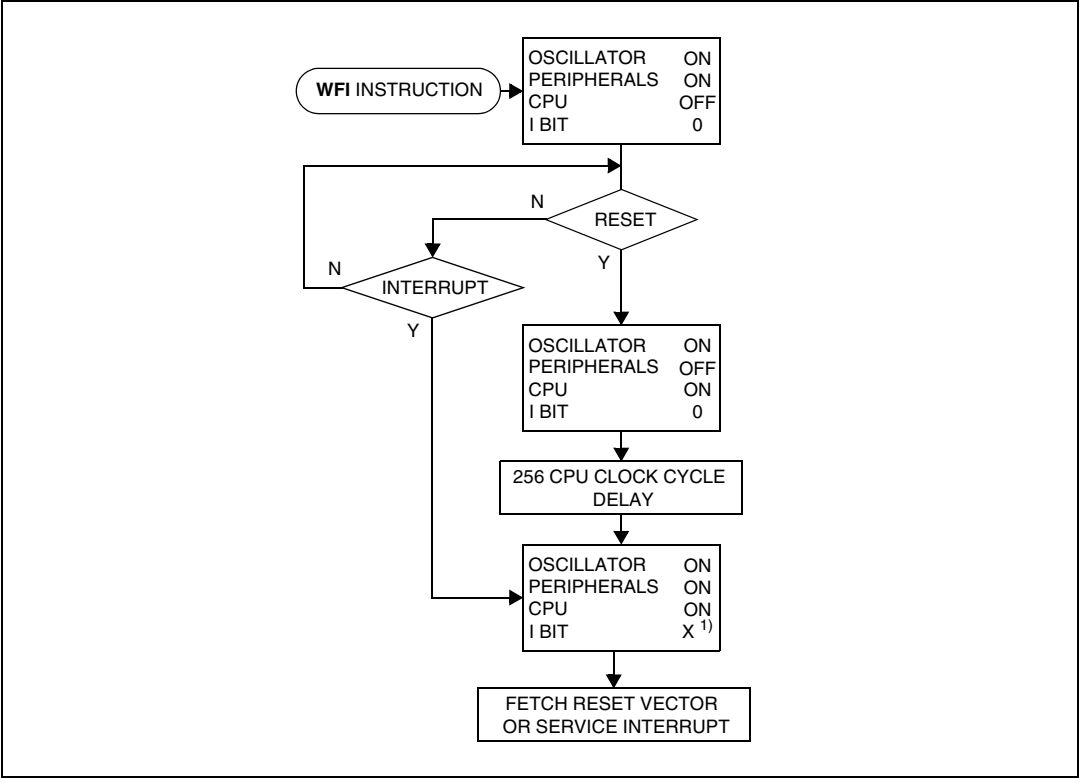 WFI INSTRUCTION
OSCILLATOR ON
PERIPHERALS ON
CPU OFF
I BIT 0
N
RESET
Y
N
INTERRUPT
Y
OSCILLATOR ON
PERIPHERALS OFF
CPU ON
I BIT 0
256 CPU CLOCK CYCLE
DELAY
OSCILLATOR ON
PERIPHERALS ON
CPU ON
I BIT X 1)
FETCH RESET VECTOR
OR SERVICE INTERRUPT